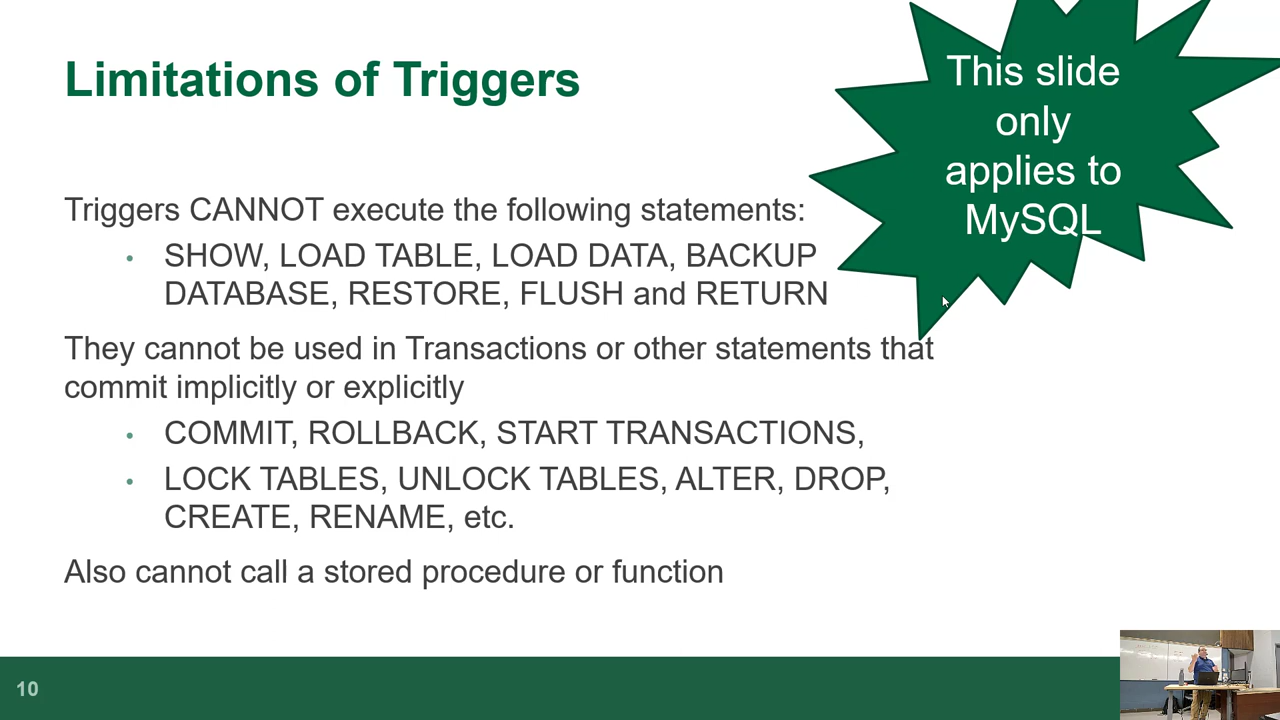 Limitations of Triggers
This slide
only
applies to
MySQL
Triggers CANNOT execute the following statements:
• SHOW, LOAD TABLE, LOAD DATA, BACKUP
DATABASE, RESTORE, FLUSH and RETURN
They cannot be used in Transactions or other statements that
commit implicitly or explicitly
• COMMIT, ROLLBACK, START TRANSACTIONS,
• LOCK TABLES, UNLOCK TABLES, ALTER, DROP,
CREATE, RENAME, etc.
Also cannot call a stored procedure or function
10